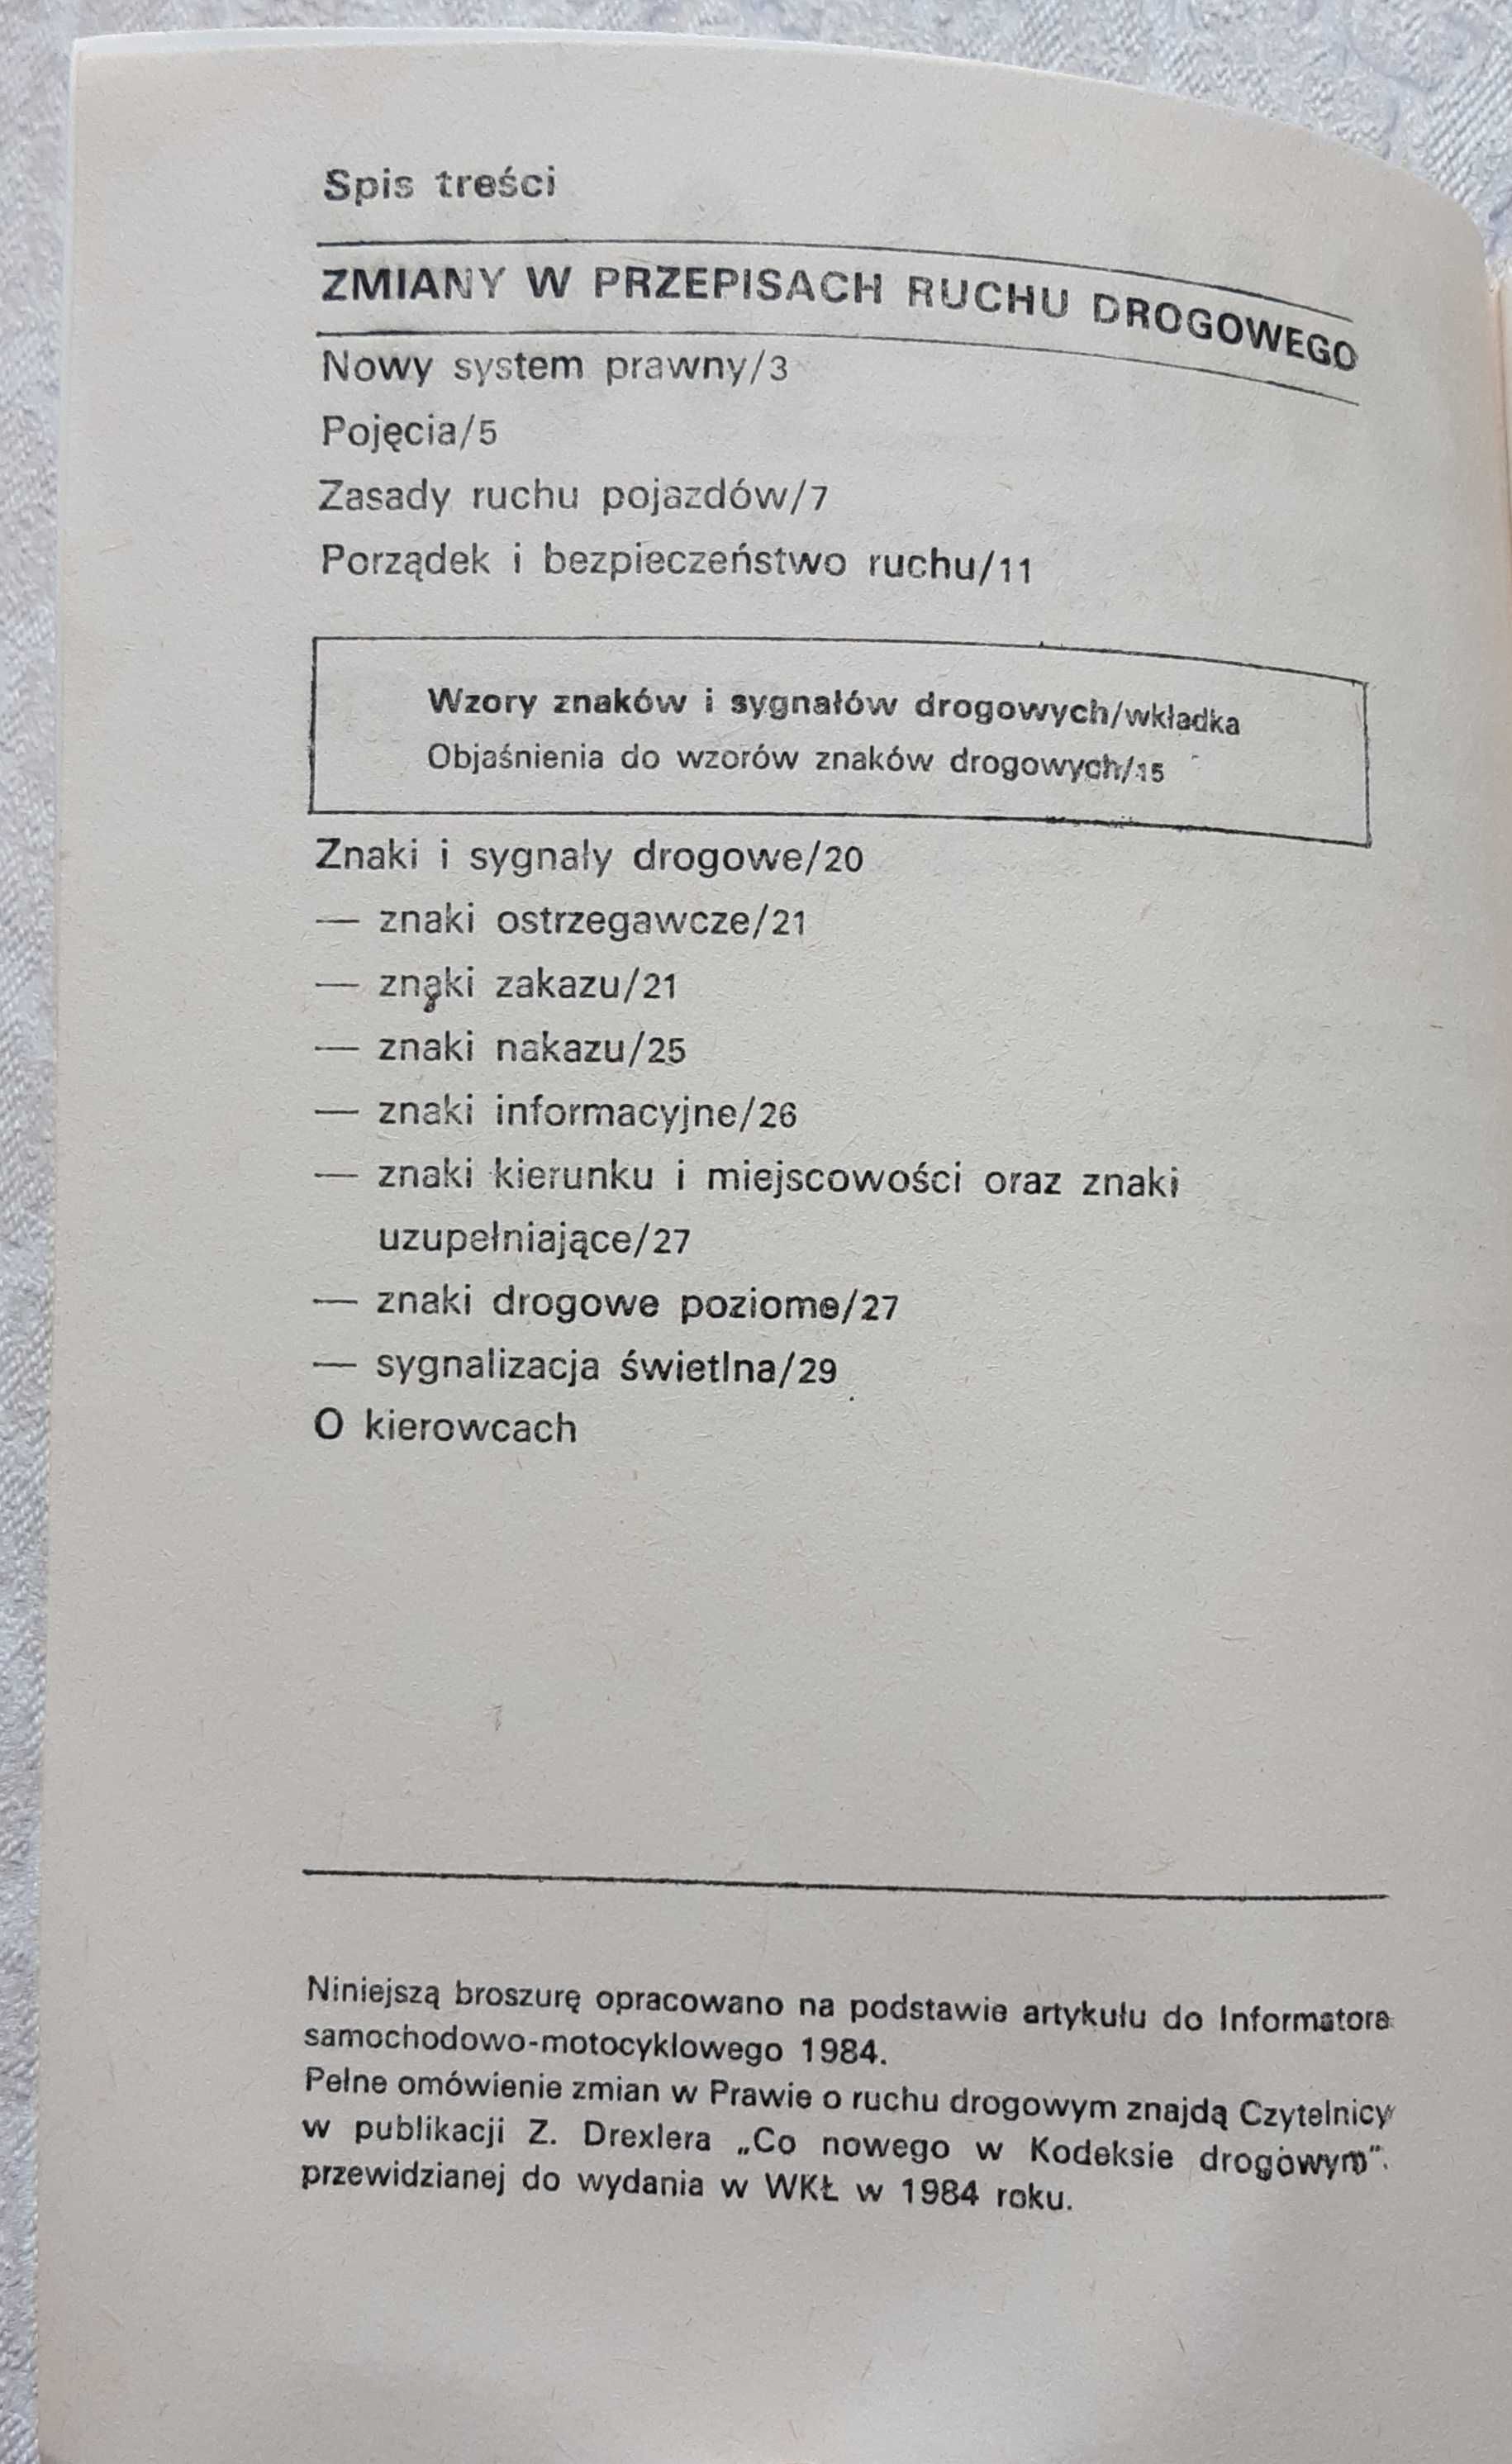 Spis treści
ZMIANY W PRZEPISACH RUCHU DROGOWEGO
Nowy system prawny/3
Pojęcia/5
Zasady ruchu pojazdów/7
Porządek i bezpieczeństwo ruchu/11
Wzory znaków i sygnałów drogowych/wkładka
Objaśnienia do wzorów znaków drogowych/15
Znaki i sygnały drogowe/20
— znaki ostrzegawcze/21
— znaki zakazu/21
— znaki nakazu/25
— znaki informacyjne/26
— znaki kierunku i miejscowości oraz znaki
uzupełniające/27
— znaki drogowe poziome/27
— sygnalizacja świetlna/29
O kierowcach
Niniejszą broszurę opracowano na podstawie artykułu do Informatora
samochodowo-motocyklowego 1984.
Pełne omówienie zmian w Prawie o ruchu drogowym znajdą Czytelnicy
w publikacji Z. Drexlera „Co nowego w Kodeksie drogowym”.
przewidzianej do wydania w WKŁ w 1984 roku.